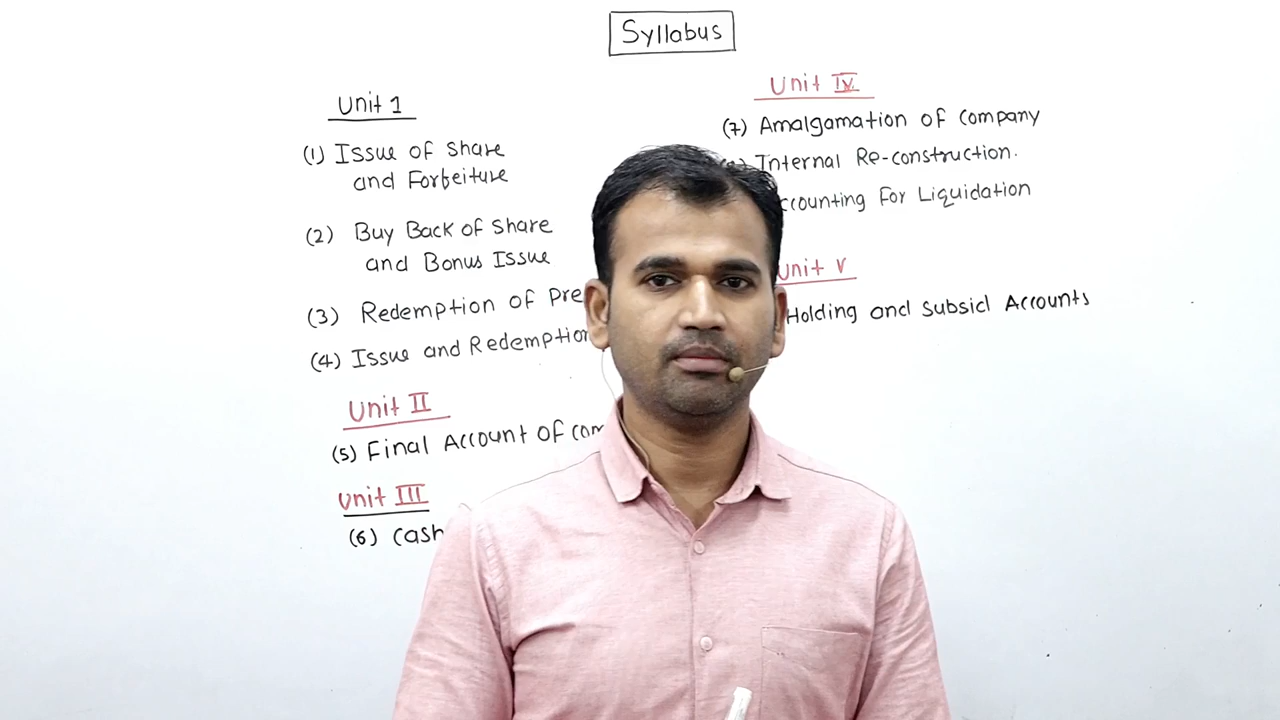 Syllabus
Unit 1
(1) Issue of share
and Forfeiture
(2) Buy Back of share
and Bonus Issue
(3) Redemption of Pre
(4) Issue and Redemption
Unit II
(5) Final Account of com
Unit III
(6) Cash
Unit IV
(7) Amalgamation of Company
Internal Re-construction.
ccounting For Liquidation
Unit V
Holding and Subsid Accounts